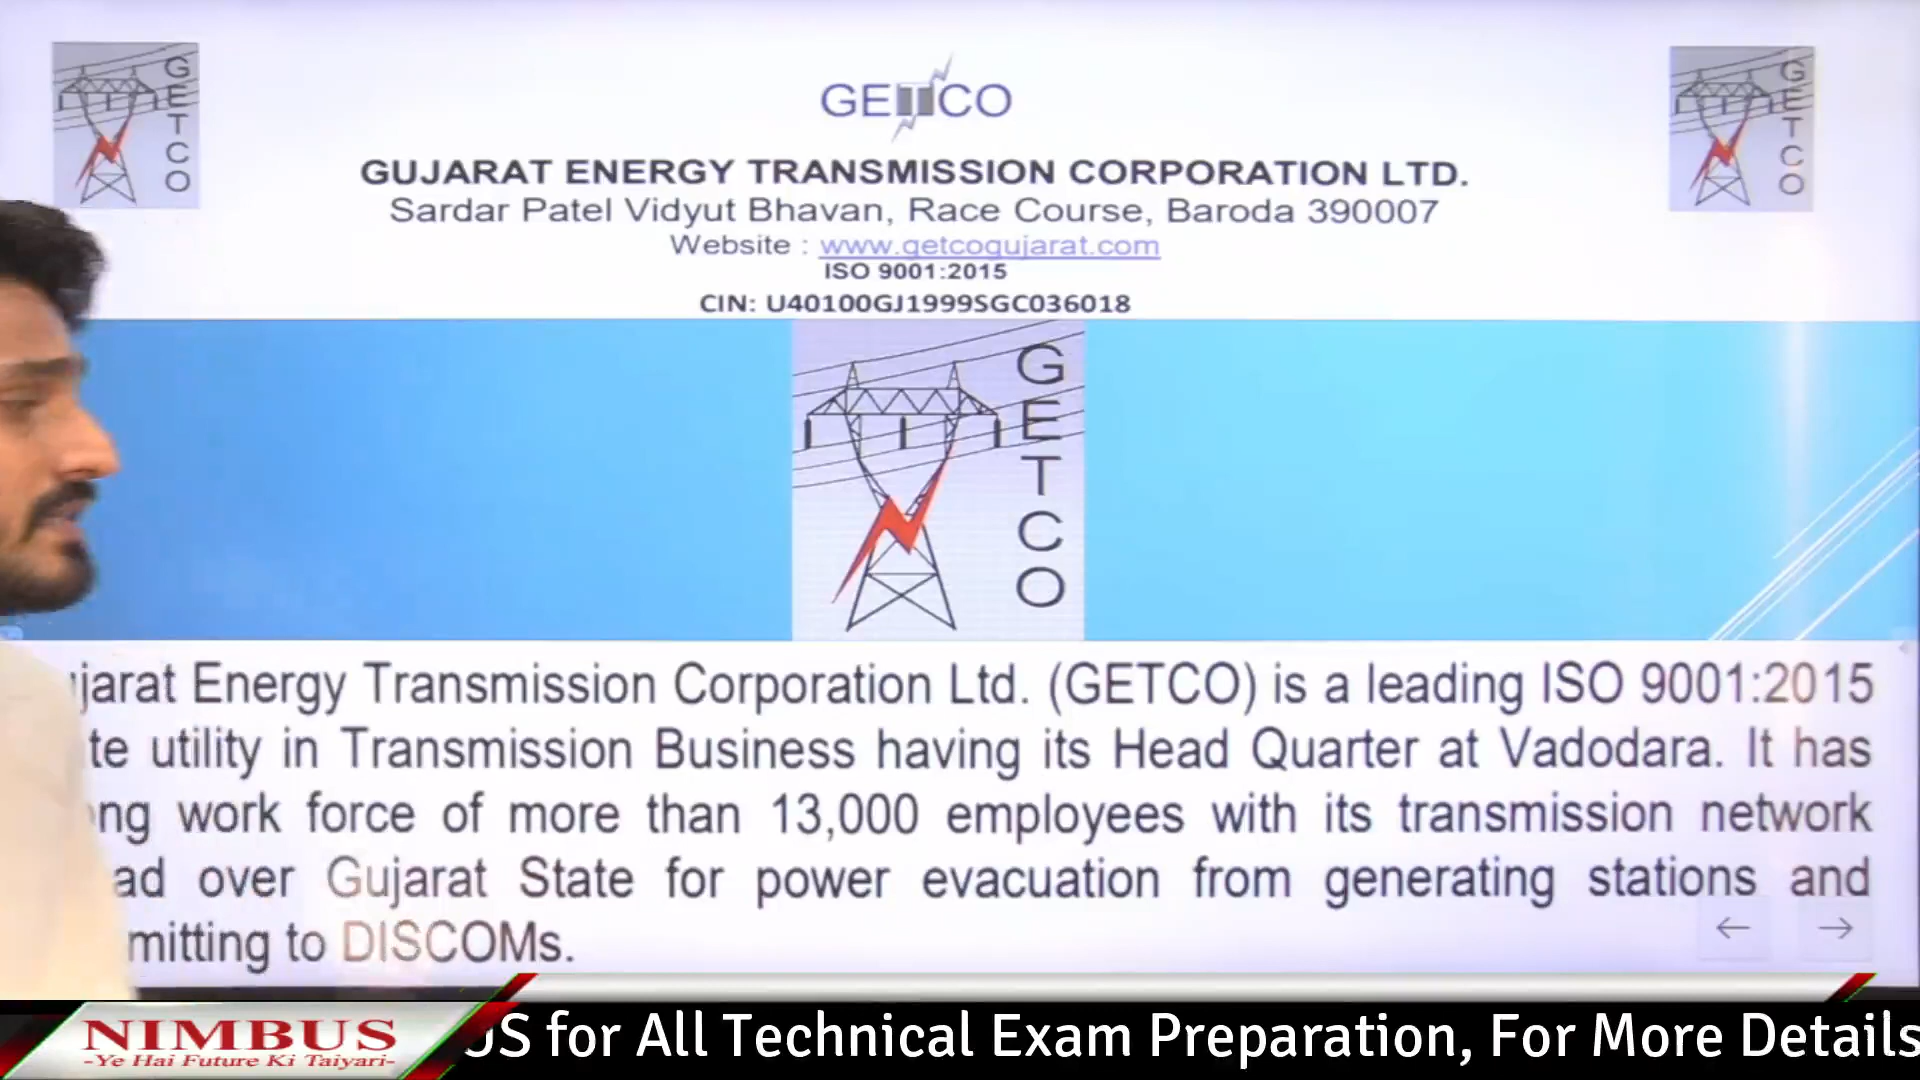 GETCO
GETCO
GETCO
GUJARAT ENERGY TRANSMISSION CORPORATION LTD.
Sardar Patel Vidyut Bhavan, Race Course, Baroda 390007
Website : www.getcogujarat.com
ISO 9001:2015
CIN: U40100GJ1999SGC036018
GETCO
jarat Energy Transmission Corporation Ltd. (GETCO) is a leading ISO 9001:2015
te utility in Transmission Business having its Head Quarter at Vadodara. It has
ng work force of more than 13,000 employees with its transmission network
ad over Gujarat State for power evacuation from generating stations and
mitting to DISCOMs.
NIMBUS
-Ye Hai Future Ki Taiyari-
US for All Technical Exam Preparation, For More Details